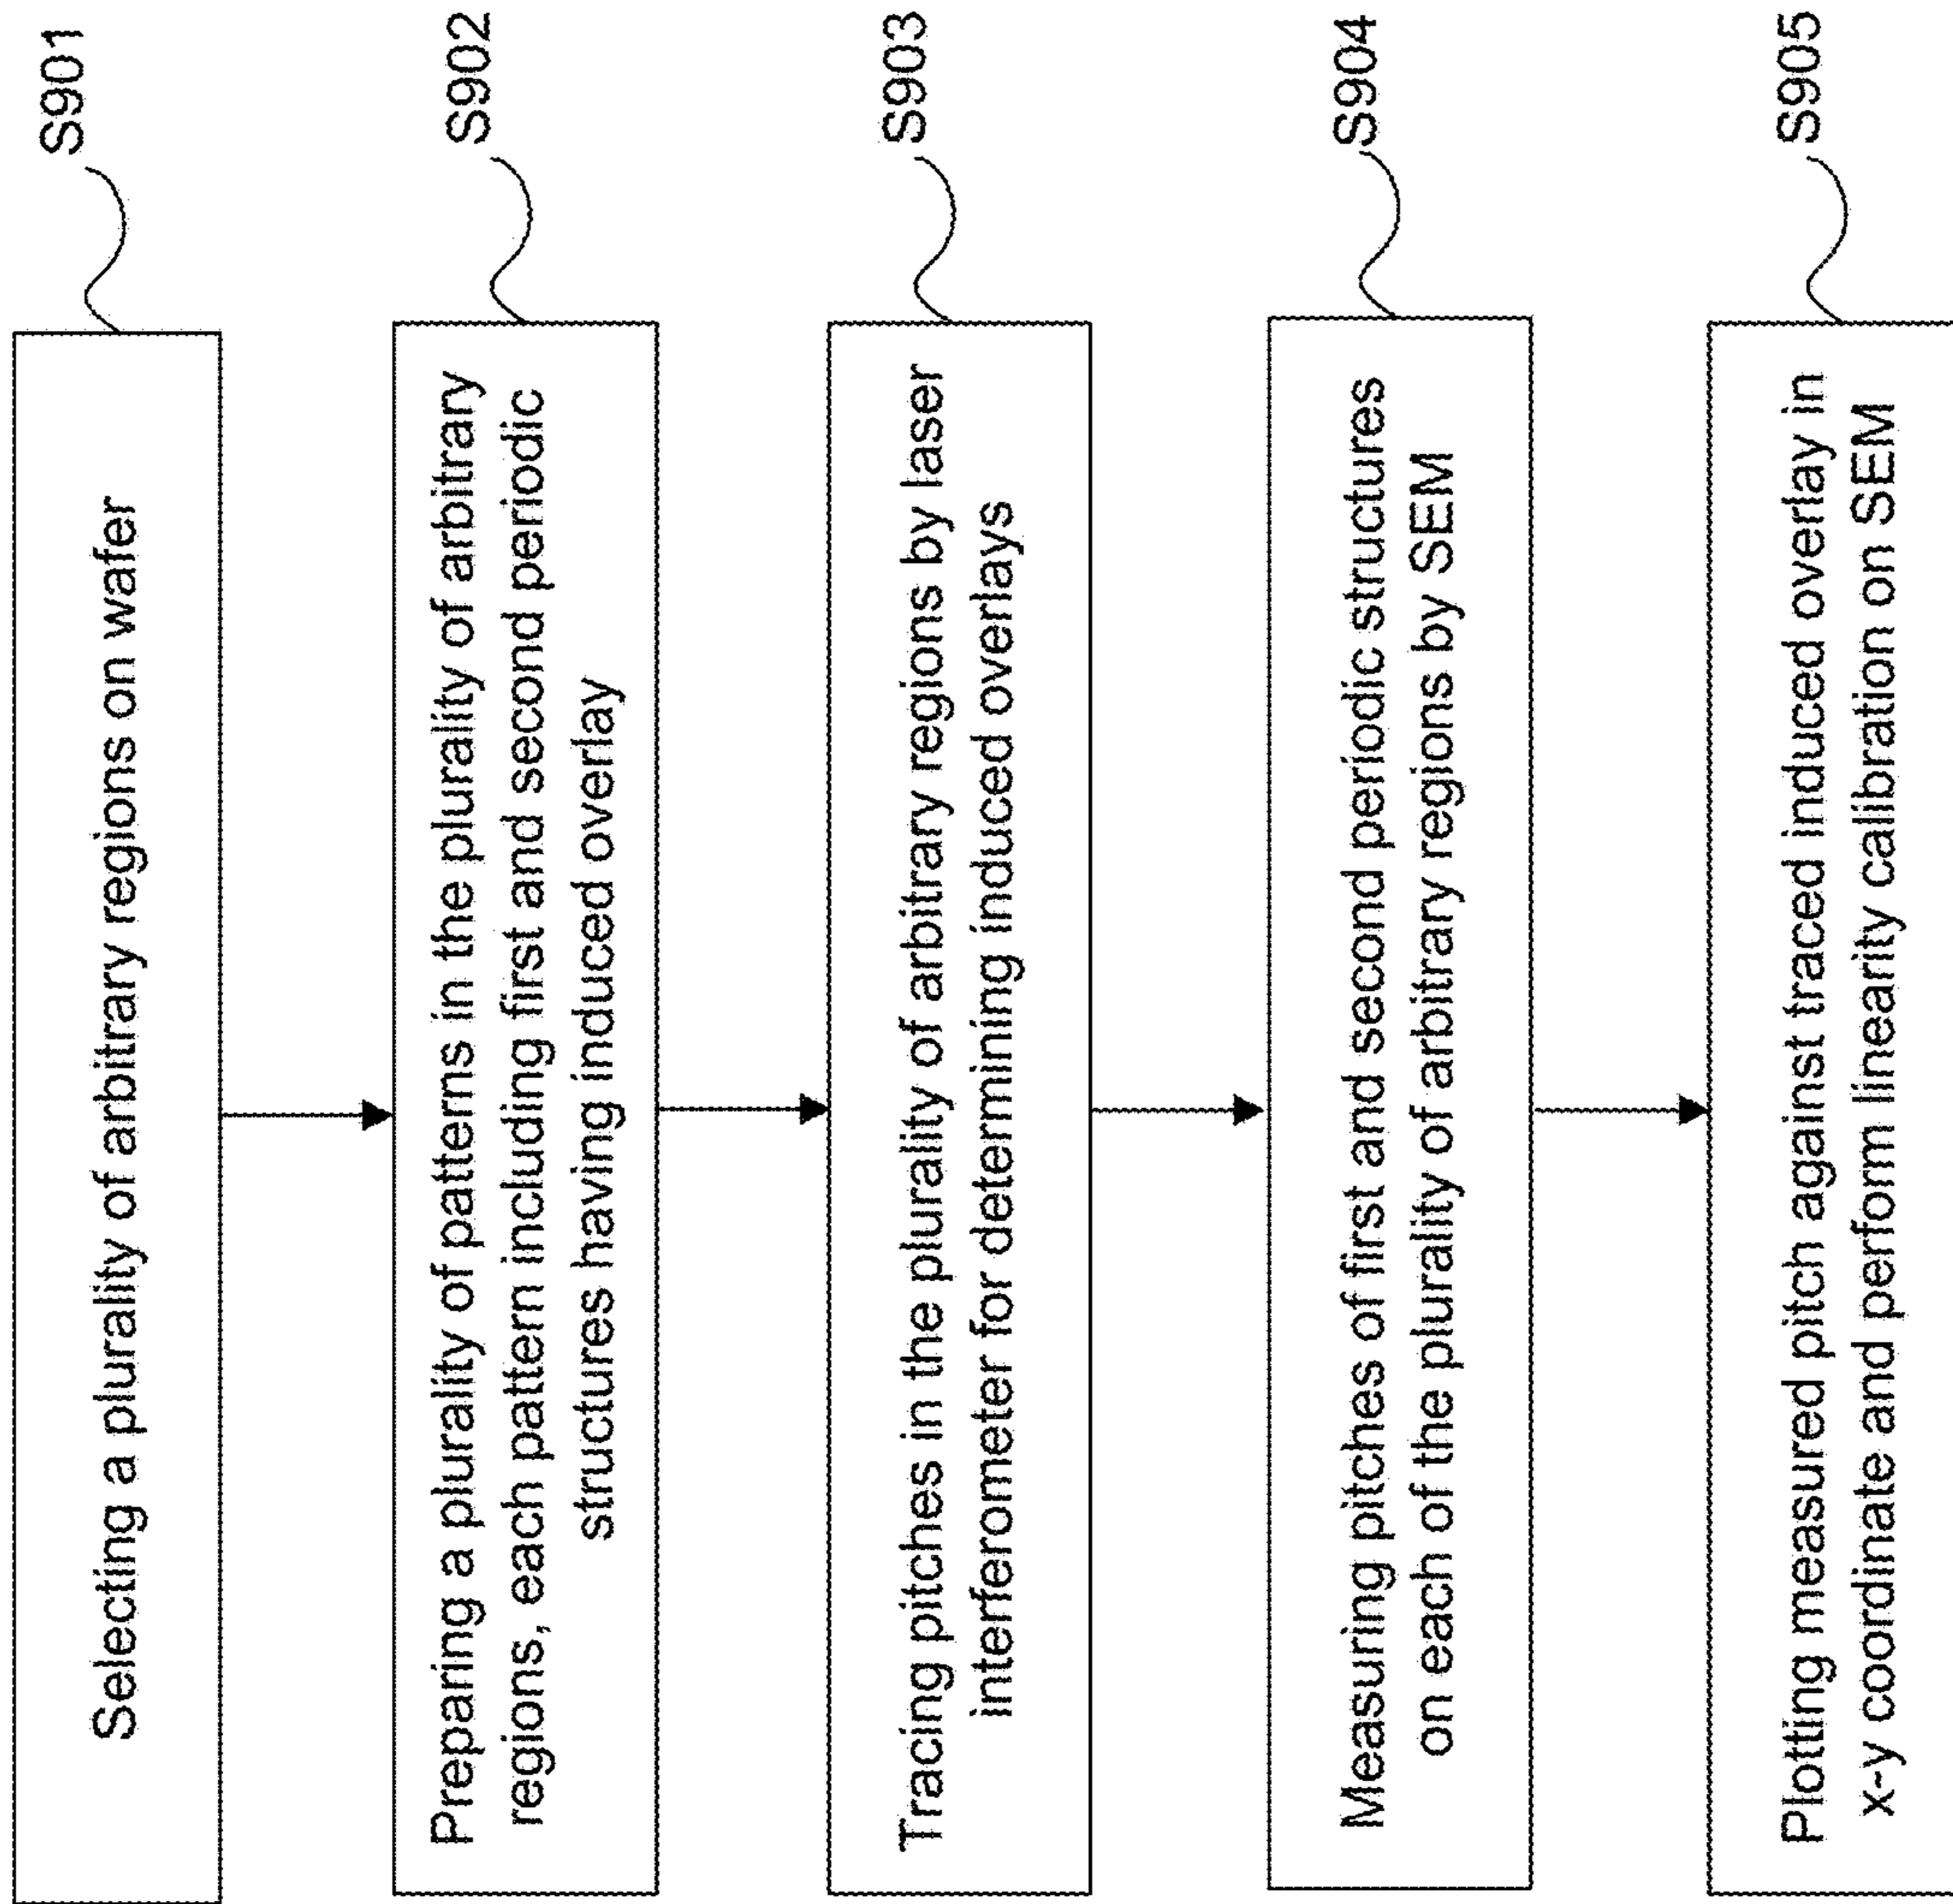 S901
Selecting a plurality of arbitrary regions on wafer
S902
Preparing a plurality of patterns in the plurality of arbitrary
regions, each pattern including first and second periodic
structures having induced overlay
S903
Tracing pitches in the plurality of arbitrary regions by laser
interferometer for determining induced overlays
S904
Measuring pitches of first and second periodic structures
on each of the plurality of arbitrary regions by SEM
S905
Plotting measured pitch against traced induced overlay in
x-y coordinate and perform linearity calibration on SEM